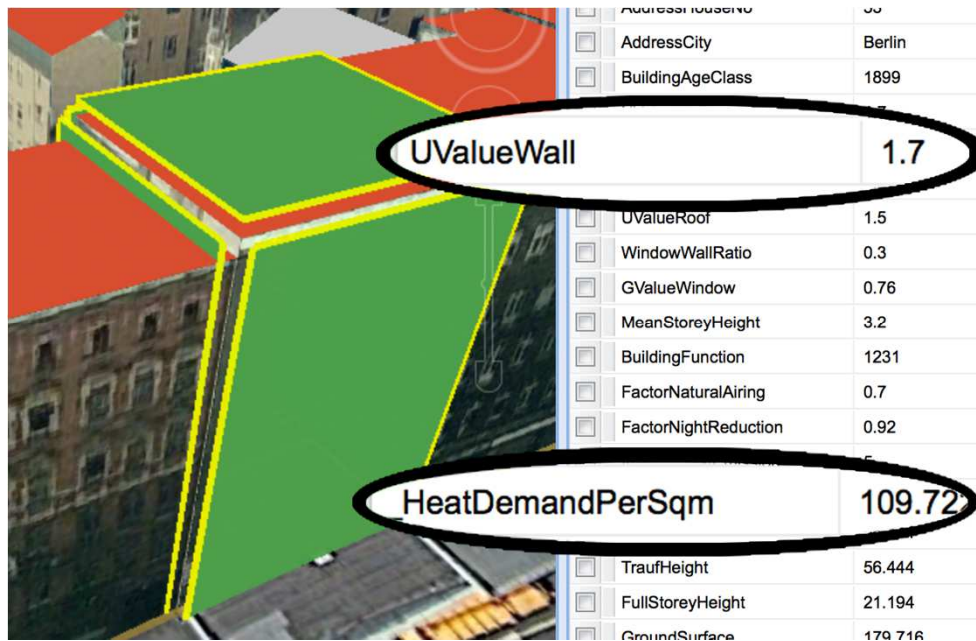 AddressCity Berlin
BuildingAgeClass 1899
UValueWall 1.7
UValueRoof 1.5
WindowWallRatio 0.3
GValueWindow 0.76
MeanStoreyHeight 3.2
BuildingFunction 1231
FactorNaturalAiring 0.7
FactorNightReduction 0.92
_HeatDemandPerSqm 109.72
TraufHeight 56.444
FullStoreyHeight 21.194
GroundSurface 179.716